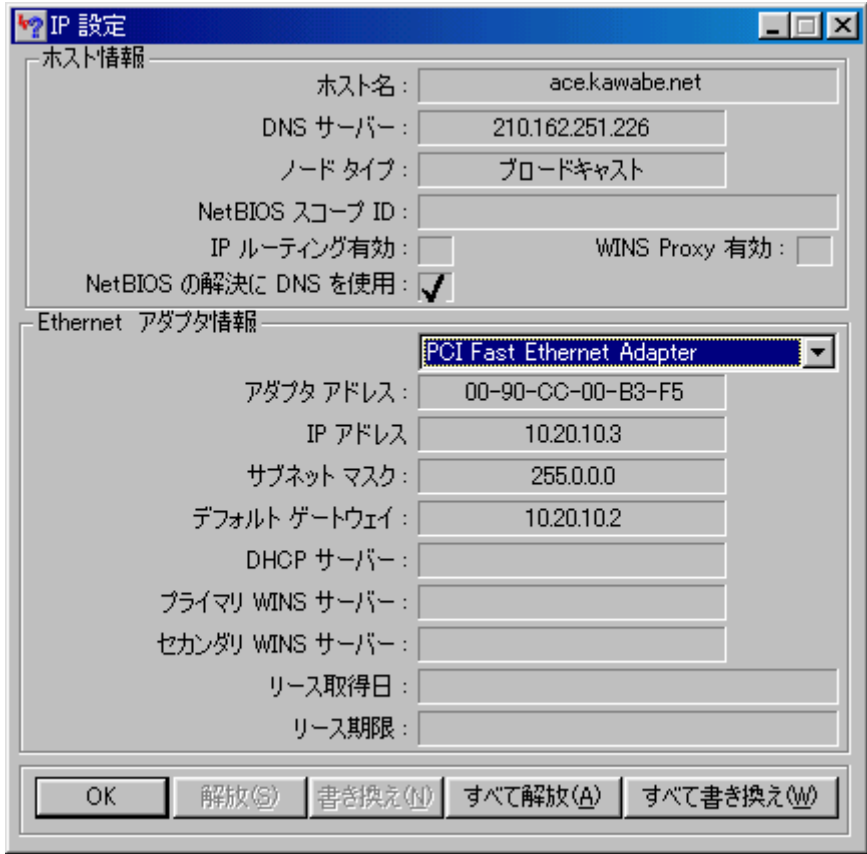 IP 設定
ホスト情報
ホスト名 : ace.kawabe.net
DNS サーバー : 210.162.251.226
ノード タイプ : ブロードキャスト
NetBIOS スコープ ID :
IP ルーティング有効 : WINS Proxy 有効 :
NetBIOS の解決に DNS を使用 :
Ethernet アダプタ情報
PCI Fast Ethernet Adapter
アダプタ アドレス : 00-90-CC-00-B3-F5
IP アドレス 10.20.10.3
サブネット マスク : 255.0.0.0
デフォルト ゲートウェイ : 10.20.10.2
DHCP サーバー :
プライマリ WINS サーバー :
セカンダリ WINS サーバー :
リース取得日 :
リース期限 :
OK 解放(S) 書き換え(N) すべて解放(A) すべて書き換え(W)